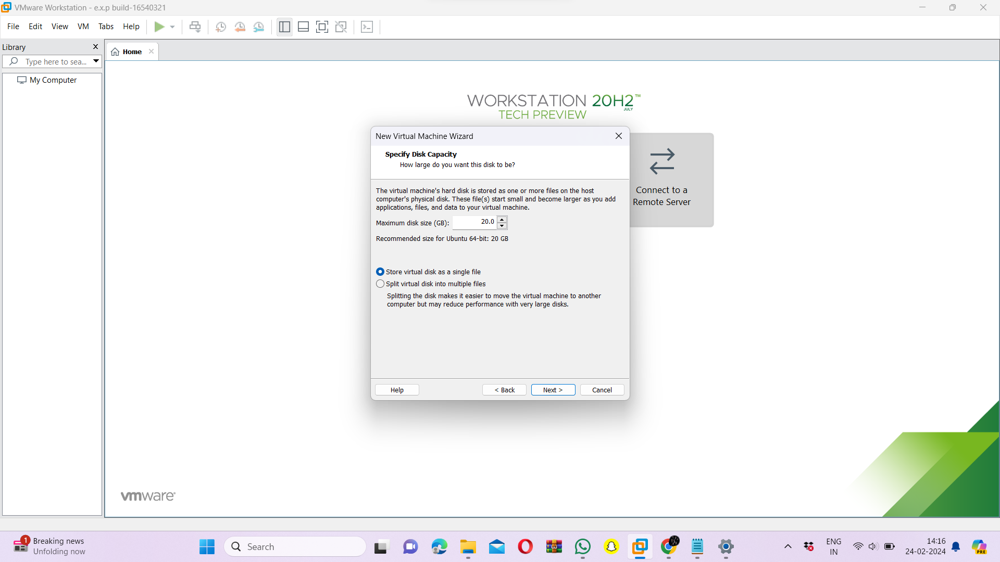 VMware Workstation - e.x.p build-16540321
File Edit View VM Tabs Help
Library
Type here to sea...
My Computer
Home
WORKSTATION 20H2™
JULY
TECH PREVIEW
New Virtual Machine Wizard
Specify Disk Capacity
How large do you want this disk to be?
The virtual machine's hard disk is stored as one or more files on the host
computer's physical disk. These file(s) start small and become larger as you add
applications, files, and data to your virtual machine.
Maximum disk size (GB): 20.0
Recommended size for Ubuntu 64-bit: 20 GB
Store virtual disk as a single file
Split virtual disk into multiple files
Splitting the disk makes it easier to move the virtual machine to another
computer but may reduce performance with very large disks.
Help < Back Next > Cancel
Connect to a
Remote Server
vmware
1
Breaking news
Unfolding now
Search
ENG
IN
14:16
24-02-2024
PRE